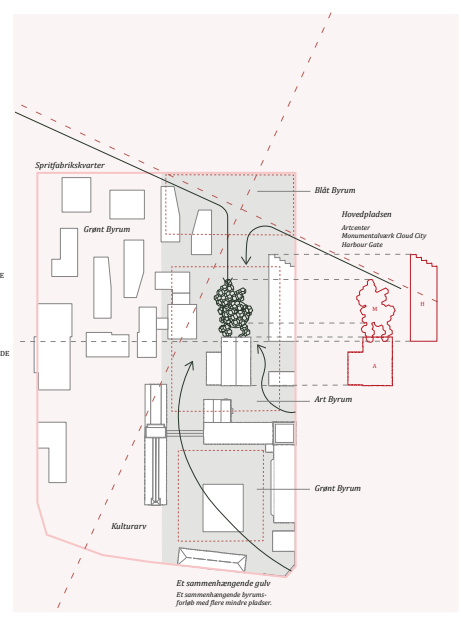 Spritfabrikskvarter
Blåt Byrum
Hovedpladsen
Artcenter
Monumentalværk Cloud City
Harbour Gate
Grønt Byrum
E
H
M
DE
A
Art Byrum
Grønt Byrum
Kulturarv
Et sammenhængende gulv
Et sammenhængende byrums-
forløb med flere mindre pladser.